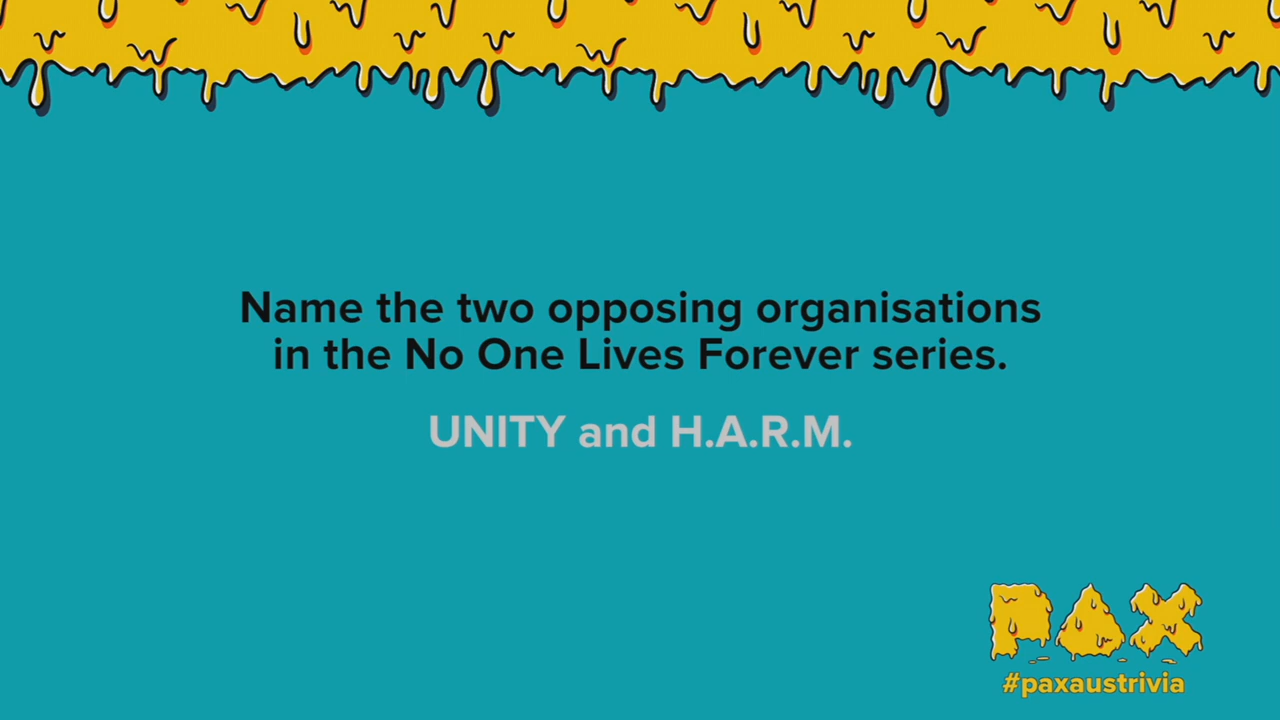 Name the two opposing organisations
in the No One Lives Forever series.
UNITY and H.A.R.M.
PAX
#paxaustrivia